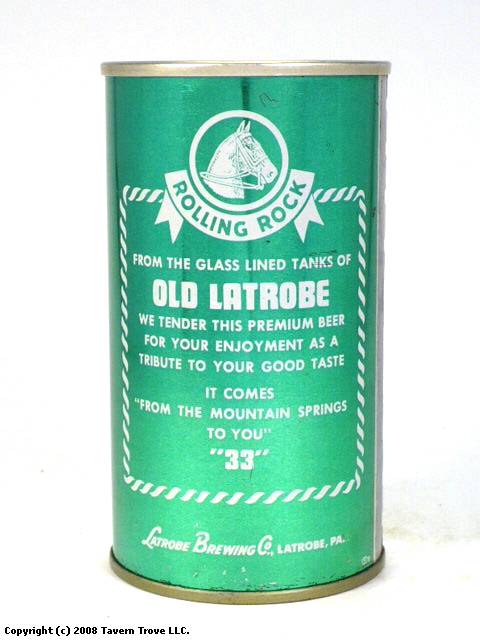 ROLLING ROCK
FROM THE GLASS LINED TANKS OF
OLD LATROBE
WE TENDER THIS PREMIUM BEER
FOR YOUR ENJOYMENT AS A
TRIBUTE TO YOUR GOOD TASTE
IT COMES
"FROM THE MOUNTAIN SPRINGS
TO YOU"
"33"
LATROBE BREWING CO., LATROBE, PA.
Copyright (c) 2008 Tavern Trove LLC.